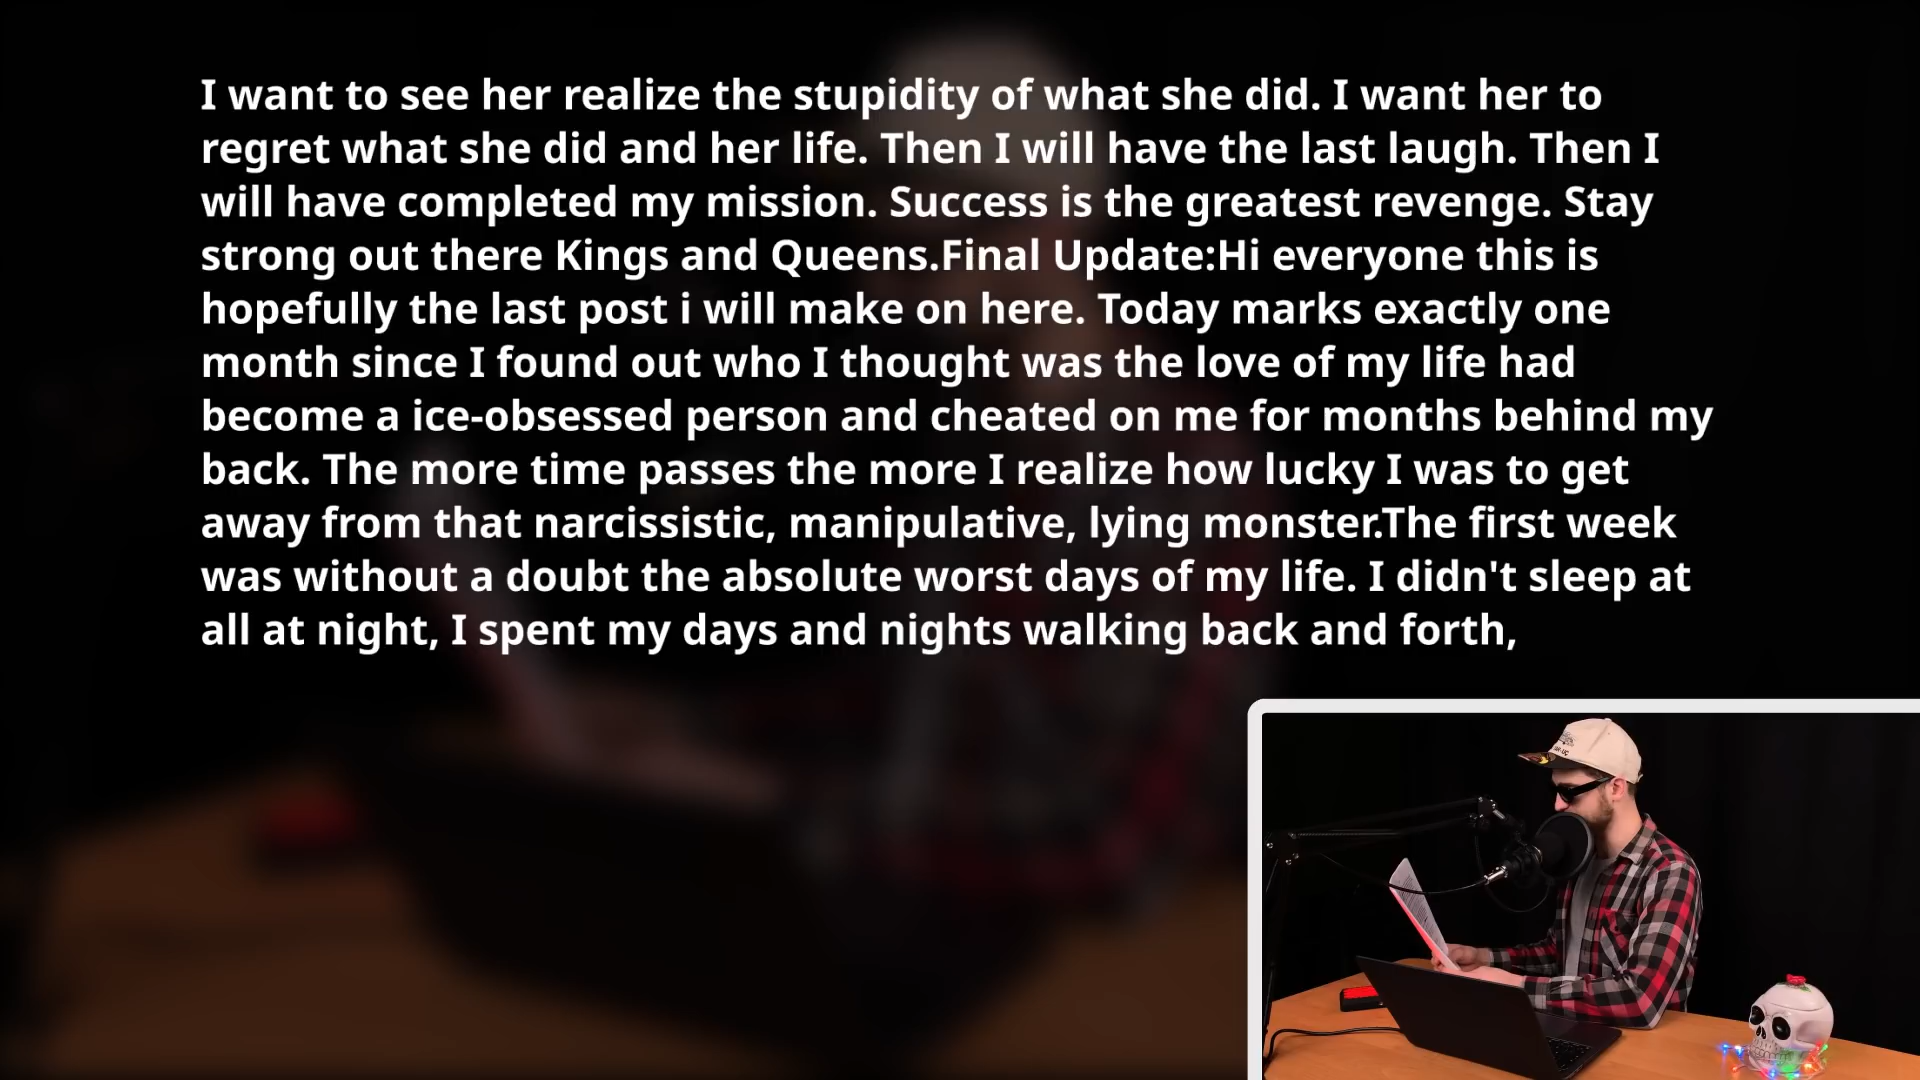 I want to see her realize the stupidity of what she did. I want her to
regret what she did and her life. Then I will have the last laugh. Then I
will have completed my mission. Success is the greatest revenge. Stay
strong out there Kings and Queens.Final Update:Hi everyone this is
hopefully the last post i will make on here. Today marks exactly one
month since I found out who I thought was the love of my life had
become a ice-obsessed person and cheated on me for months behind my
back. The more time passes the more I realize how lucky I was to get
away from that narcissistic, manipulative, lying monster.The first week
was without a doubt the absolute worst days of my life. I didn't sleep at
all at night, I spent my days and nights walking back and forth,